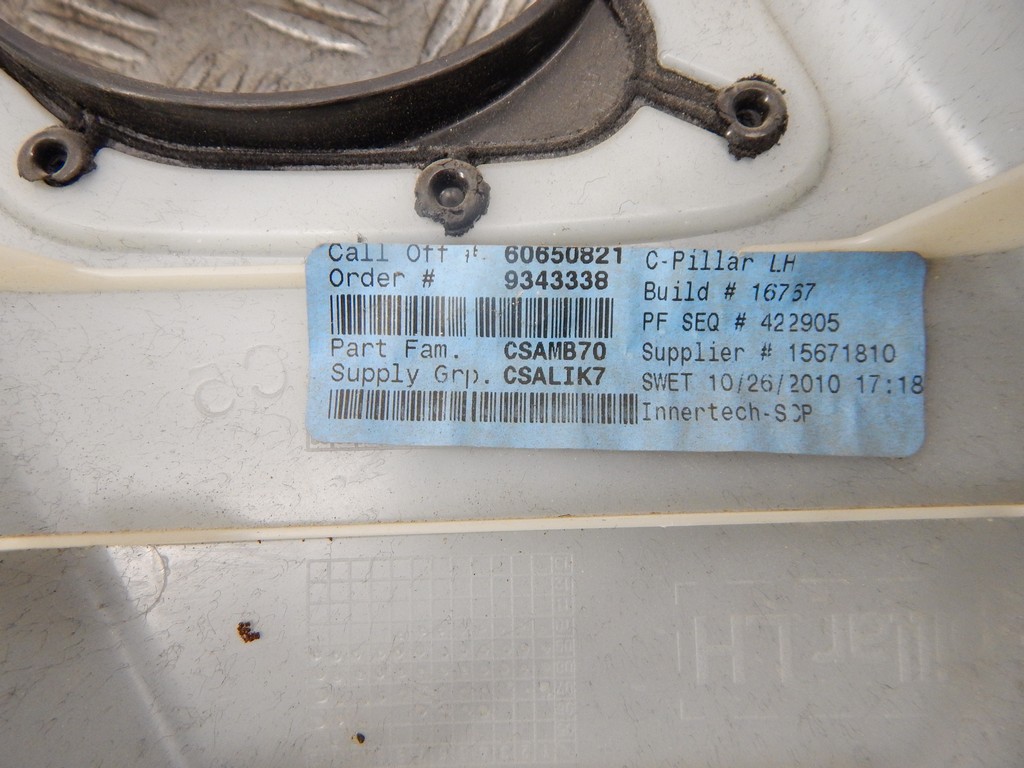 Call Off #. 60650821
Order # 9343338
Part Fam. CSAMB70
Supply Grp. CSALIK7
C-Pillar LH
Build # 16767
PF SEQ # 422905
Supplier # 15671810
SWET 10/26/2010 17:18
Innertech-SCP